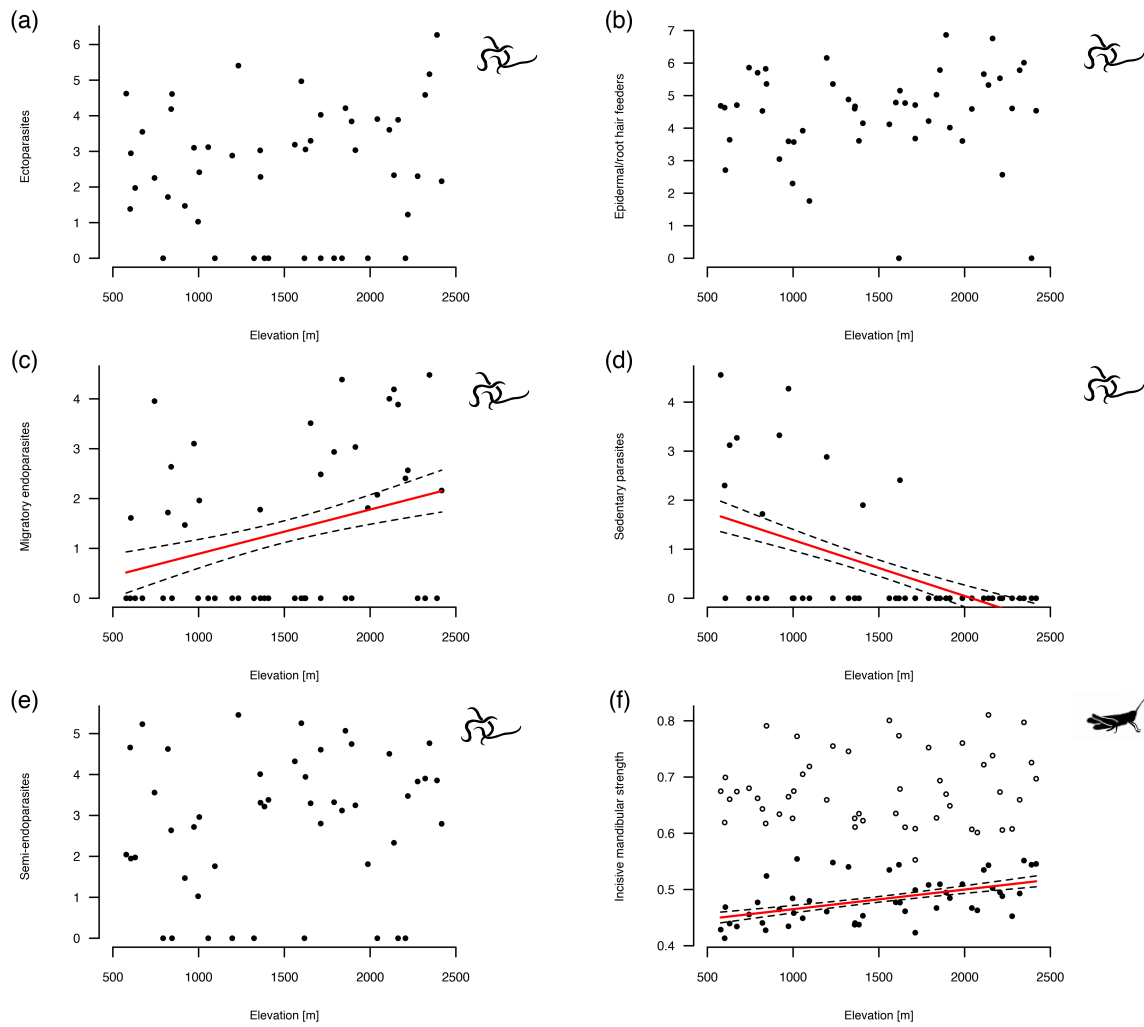 (a)
Ectoparasites
6
5
4
3
2
1
0
500 1000 1500 2000 2500
Elevation [m]
(b)
Epidermal/root hair feeders
7
6
5
4
3
2
1
0
500 1000 1500 2000 2500
Elevation [m]
(c)
Migratory endoparasites
4
3
2
1
0
500 1000 1500 2000 2500
Elevation [m]
(d)
Sedentary parasites
4
3
2
1
0
500 1000 1500 2000 2500
Elevation [m]
(e)
Semi-endoparasites
5
4
3
2
1
0
500 1000 1500 2000 2500
Elevation [m]
(f)
Incisive mandibular strength
0.8
0.7
0.6
0.5
0.4
500 1000 1500 2000 2500
Elevation [m]